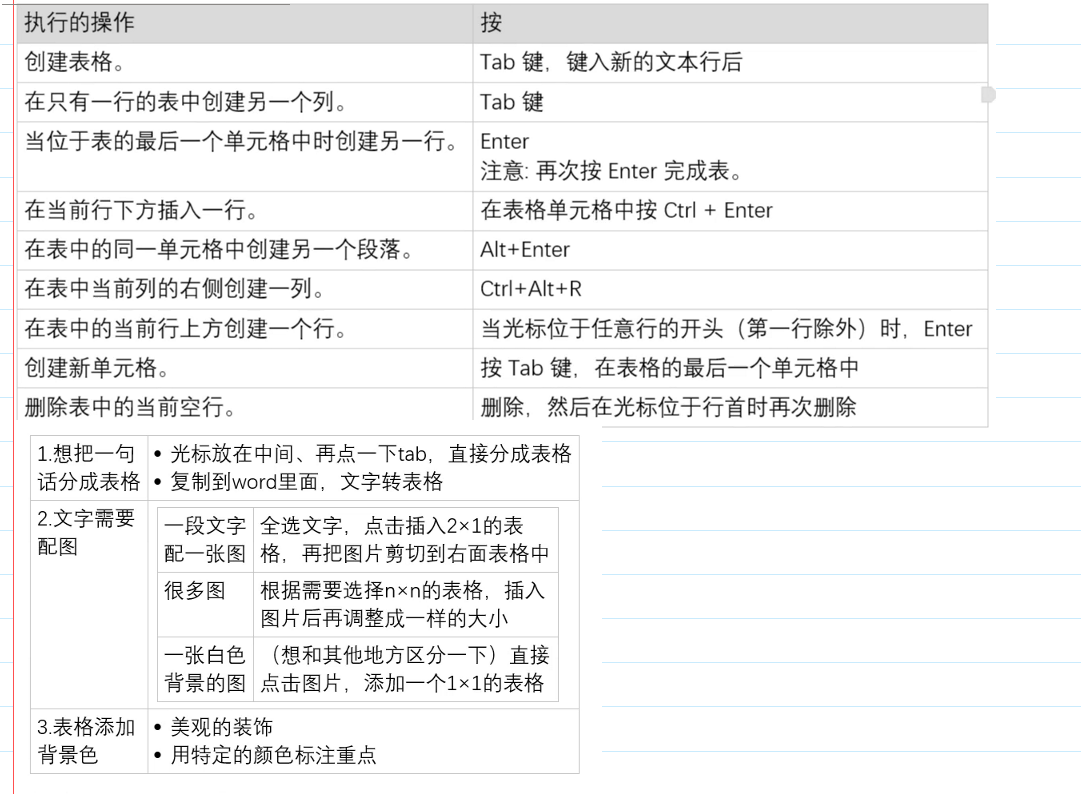 执行的操作 按
创建表格。 Tab 键，键入新的文本行后
在只有一行的表中创建另一个列。 Tab 键
当位于表的最后一个单元格中时创建另一行。 Enter
注意: 再次按 Enter 完成表。
在当前行下方插入一行。 在表格单元格中按 Ctrl + Enter
在表中的同一单元格中创建另一个段落。 Alt+Enter
在表中当前列的右侧创建一列。 Ctrl+Alt+R
在表中的当前行上方创建一个行。 当光标位于任意行的开头（第一行除外）时，Enter
创建新单元格。 按 Tab 键，在表格的最后一个单元格中
删除表中的当前空行。 删除，然后在光标位于行首时再次删除
1.想把一句 • 光标放在中间、再点一下tab，直接分成表格
话分成表格 • 复制到word里面，文字转表格
2.文字需要
配图
一段文字 全选文字，点击插入2×1的表
配一张图 格，再把图片剪切到右面表格中
很多图 根据需要选择n×n的表格，插入
图片后再调整成一样的大小
一张白色 （想和其他地方区分一下）直接
背景的图 点击图片，添加一个1×1的表格
3.表格添加 • 美观的装饰
背景色 • 用特定的颜色标注重点